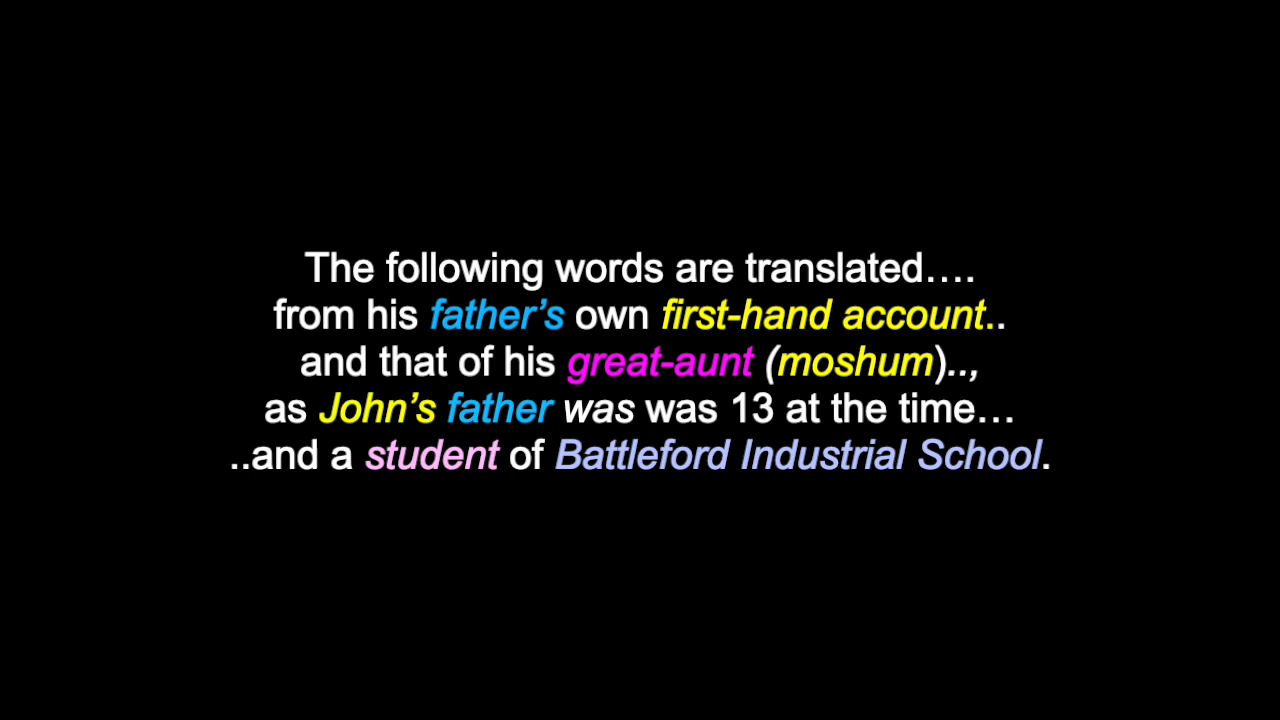 The following words are translated….
from his father’s own first-hand account..
and that of his great-aunt (moshum)..,
as John’s father was was 13 at the time…
..and a student of Battleford Industrial School.